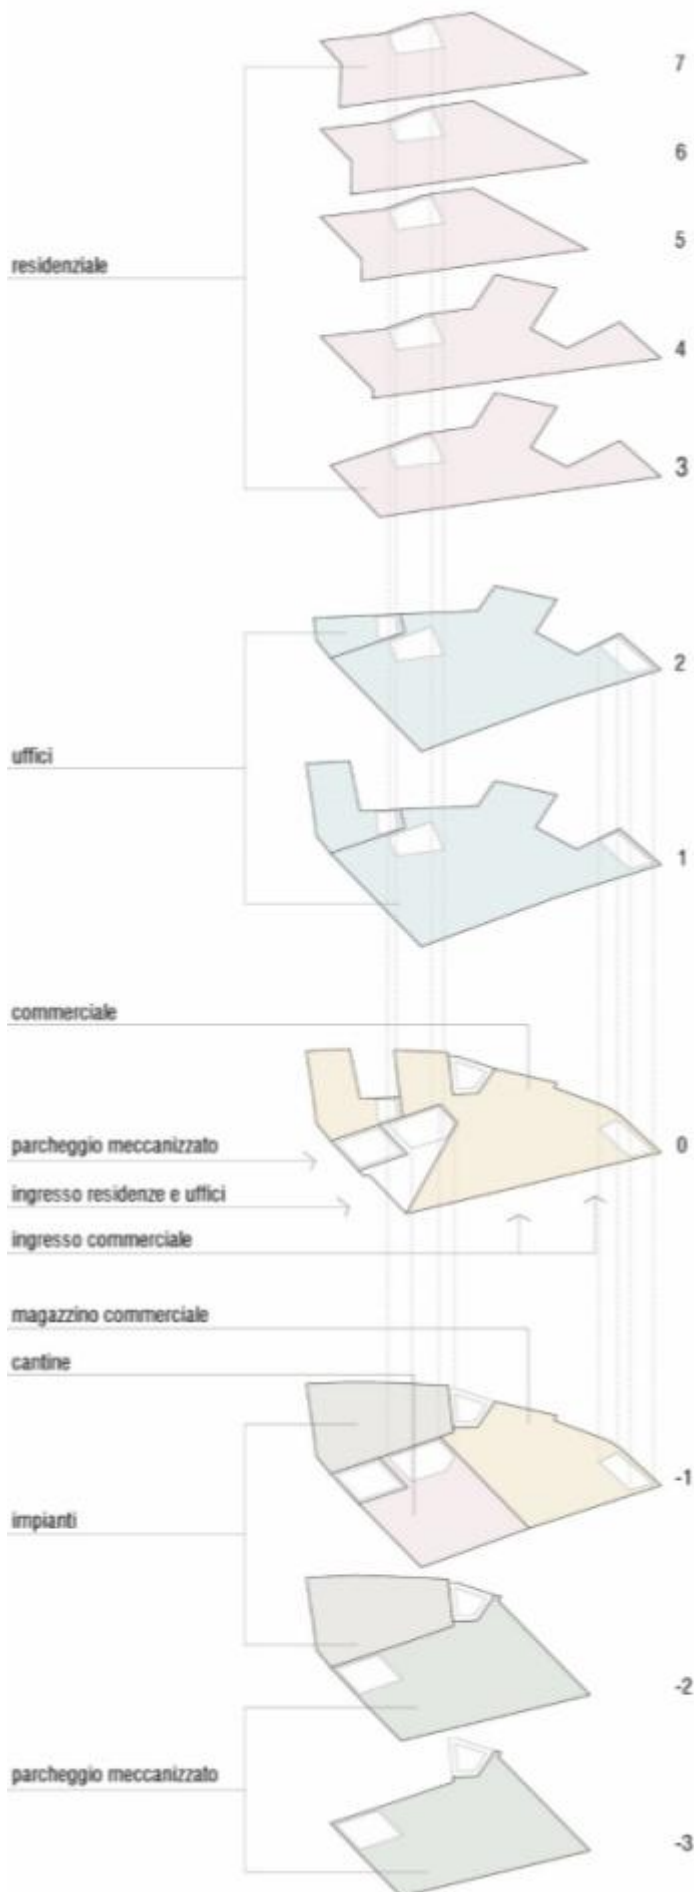 7
6
5
residenziale
4
3
2
uffici
1
commerciale
parcheggio meccanizzato
0
ingresso residenze e uffici
ingresso commerciale
magazzino commerciale
cantine
-1
impianti
-2
parcheggio meccanizzato
-3